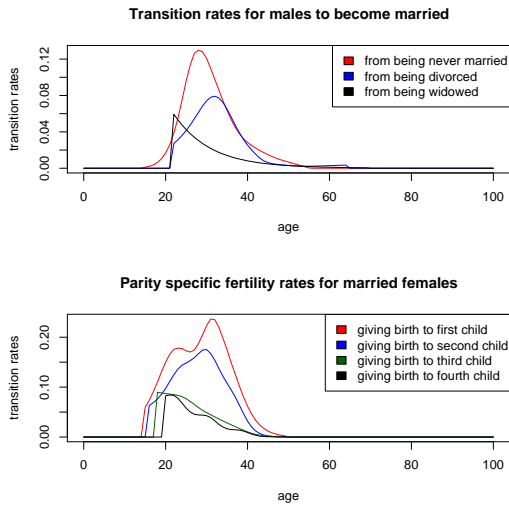 Transition rates for males to become married
transition rates
0.00 0.04 0.08 0.12
from being never married
from being divorced
from being widowed
0 20 40 60 80 100
age
Parity specific fertility rates for married females
transition rates
0.00 0.10 0.20
giving birth to first child
giving birth to second child
giving birth to third child
giving birth to fourth child
0 20 40 60 80 100
age